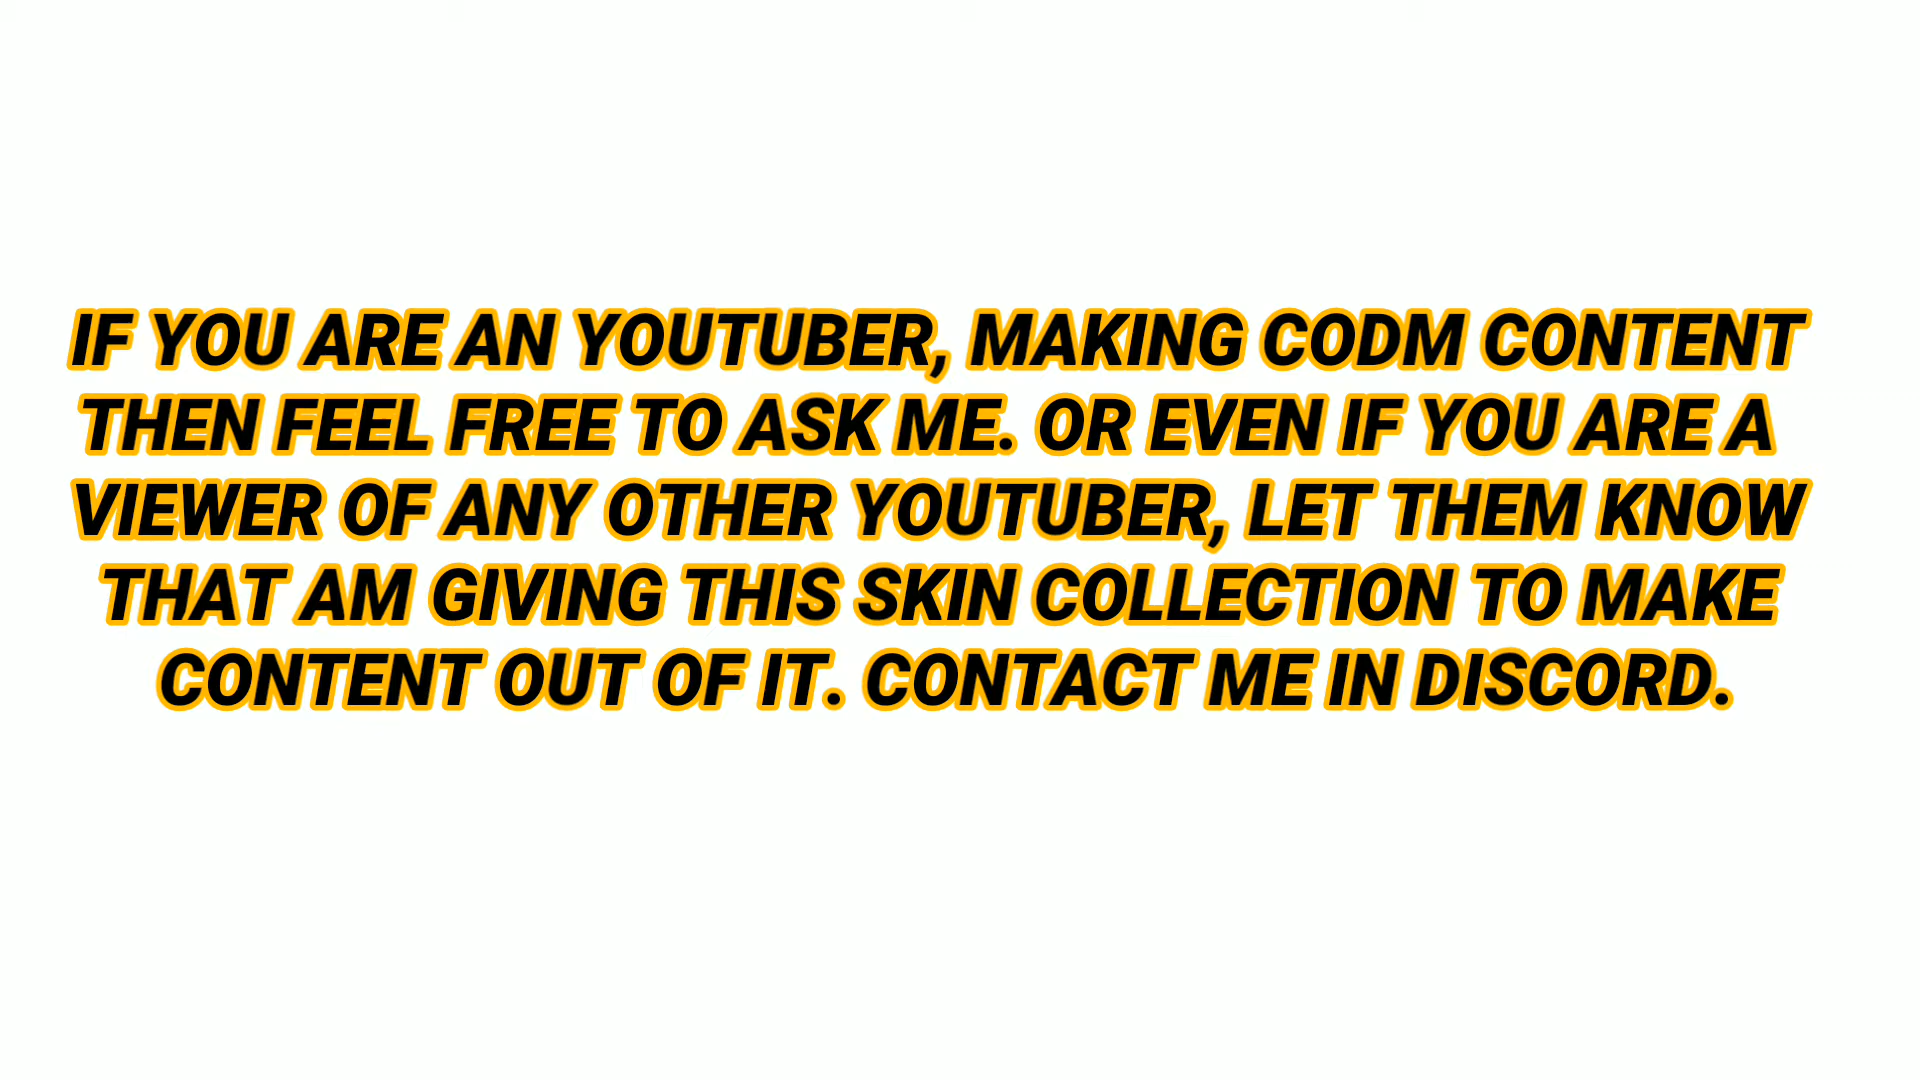 IF YOU ARE AN YOUTUBER, MAKING CODM CONTENT
THEN FEEL FREE TO ASK ME. OR EVEN IF YOU ARE A
VIEWER OF ANY OTHER YOUTUBER, LET THEM KNOW
THAT AM GIVING THIS SKIN COLLECTION TO MAKE
CONTENT OUT OF IT. CONTACT ME IN DISCORD.